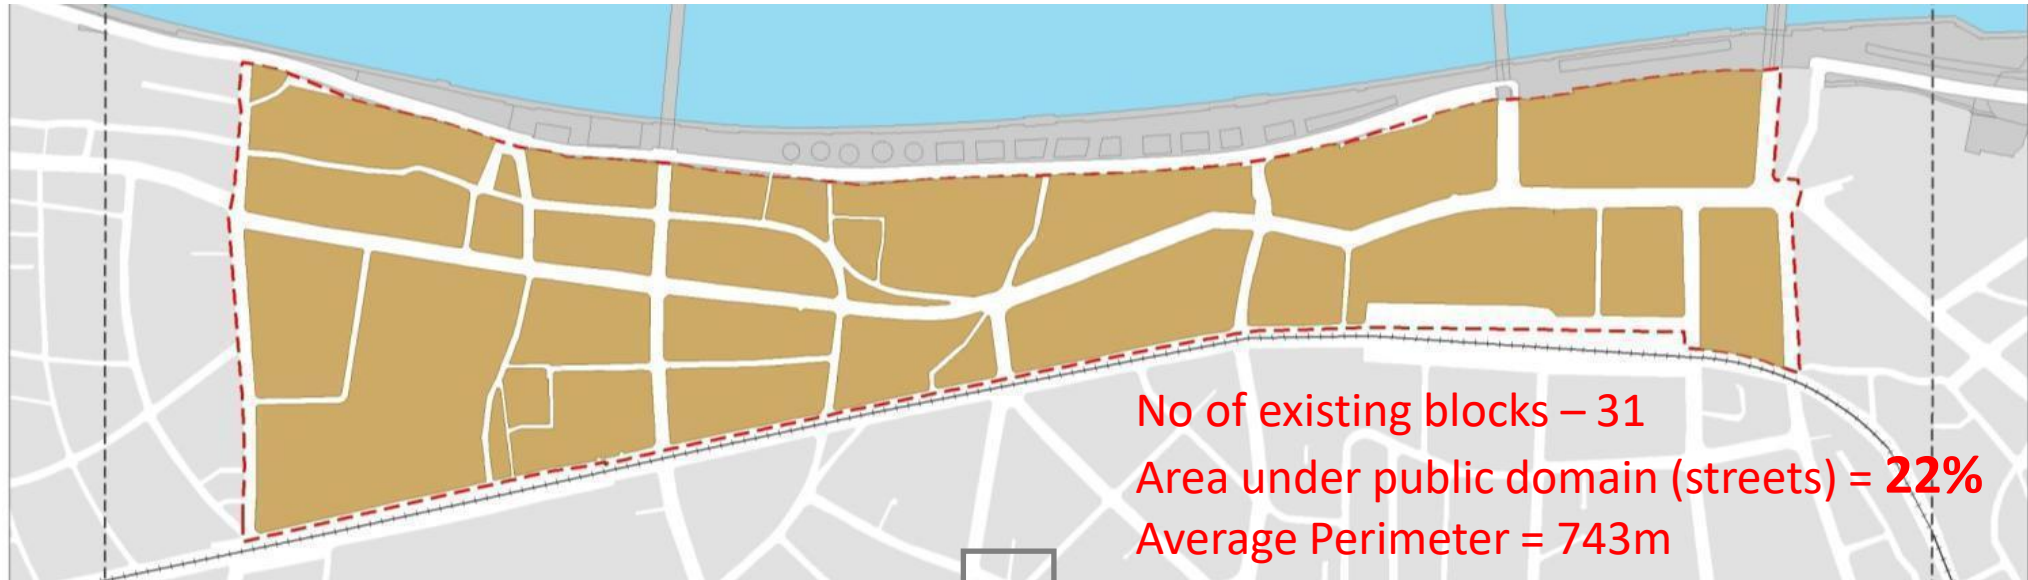 No of existing blocks – 31
Area under public domain (streets) = 22%
Average Perimeter = 743m